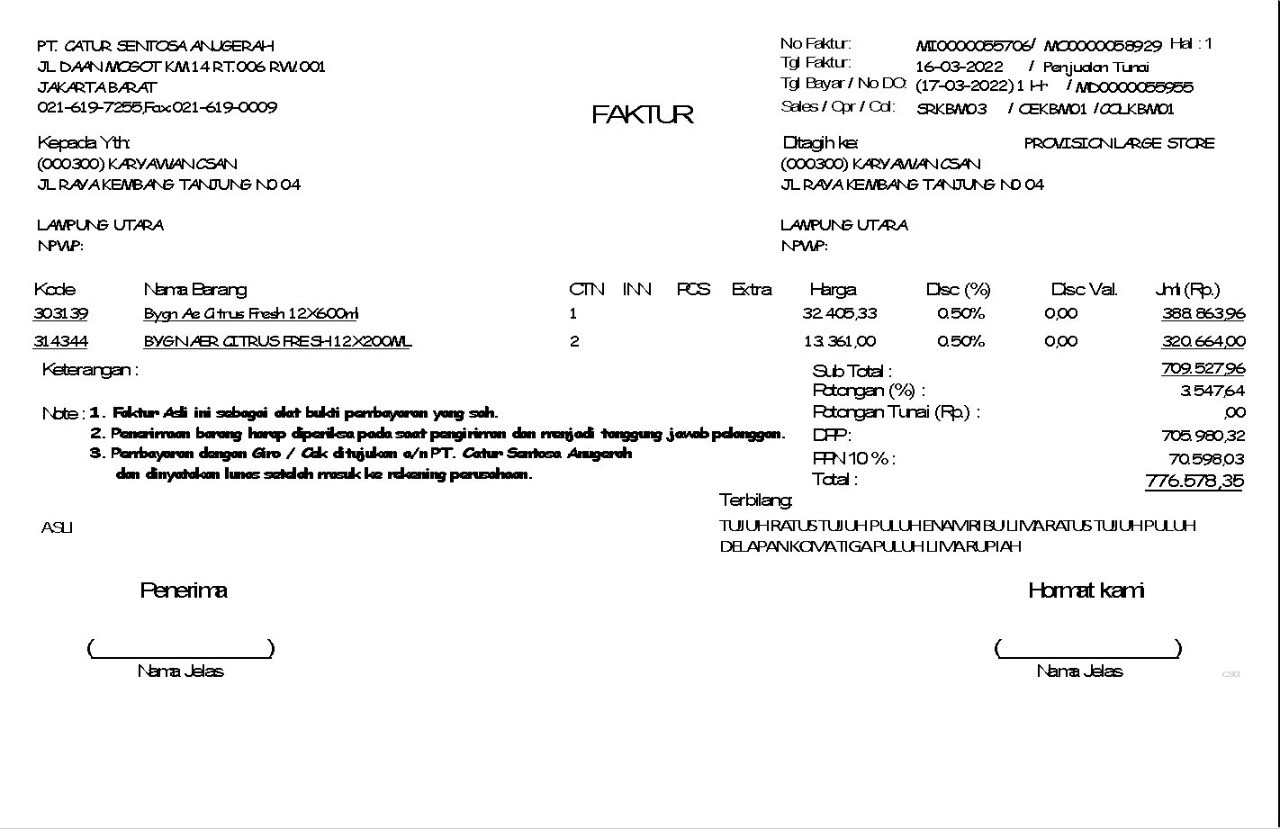 PT. CATUR SENTOSA ANUGERAH
JL DAAN MOGOT KM.14 RT.006 RW.001
JAKARTA BARAT
021-619-7255,Fax:021-619-0009
FAKTUR
No Faktur: MI0000055706/ MO0000058929 Hal : 1
Tgl Faktur: 16-03-2022 / Penjualan Tunai
Tgl Bayar / No DO: (17-03-2022) 1 Hr / MD0000055955
Sales / Opr / Col: SRKBM03 / CEKBM01 / COLKBM01
Kepada Yth:
(000300) KARYAWAN CSAN
JL RAYA KEMBANG TANJUNG NO 04
LAMPUNG UTARA
NPWP:
Ditagih ke: PROVISION LARGE STORE
(000300) KARYAWAN CSAN
JL RAYA KEMBANG TANJUNG NO 04
LAMPUNG UTARA
NPWP:
Kode Nama Barang CTN INN PCS Extra Harga Disc (%) Disc Val. Jml (Rp.)
303139 Bygn Ae Citrus Fresh 12X600ml 1 32.405,33 0.50% 0,00 388.863,96
314344 BYGN AER CITRUS FRESH 12X200ML 2 13.361,00 0.50% 0,00 320.664,00
Keterangan :
Sub Total : 709.527,96
Potongan (%) : 3.547,64
Potongan Tunai (Rp.) : ,00
DPP : 705.980,32
PPN 10 % : 70.598,03
Total : 776.578,35
Note : 1. Faktur Asli ini sebagai alat bukti pembayaran yang sah.
2. Penerimaan barang harap diperiksa pada saat pengiriman dan menjadi tanggung jawab pelanggan.
3. Pembayaran dengan Giro / Cek ditujukan a/n PT. Catur Sentosa Anugerah
dan dinyatakan lunas setelah masuk ke rekening perusahaan.
Terbilang:
TUJUH RATUS TUJUH PULUH ENAM RIBU LIMA RATUS TUJUH PULUH
DELAPAN KOMA TIGA PULUH LIMA RUPIAH
ASLI
Penerima
Hormat kami
( )
( )
Nama Jelas
Nama Jelas